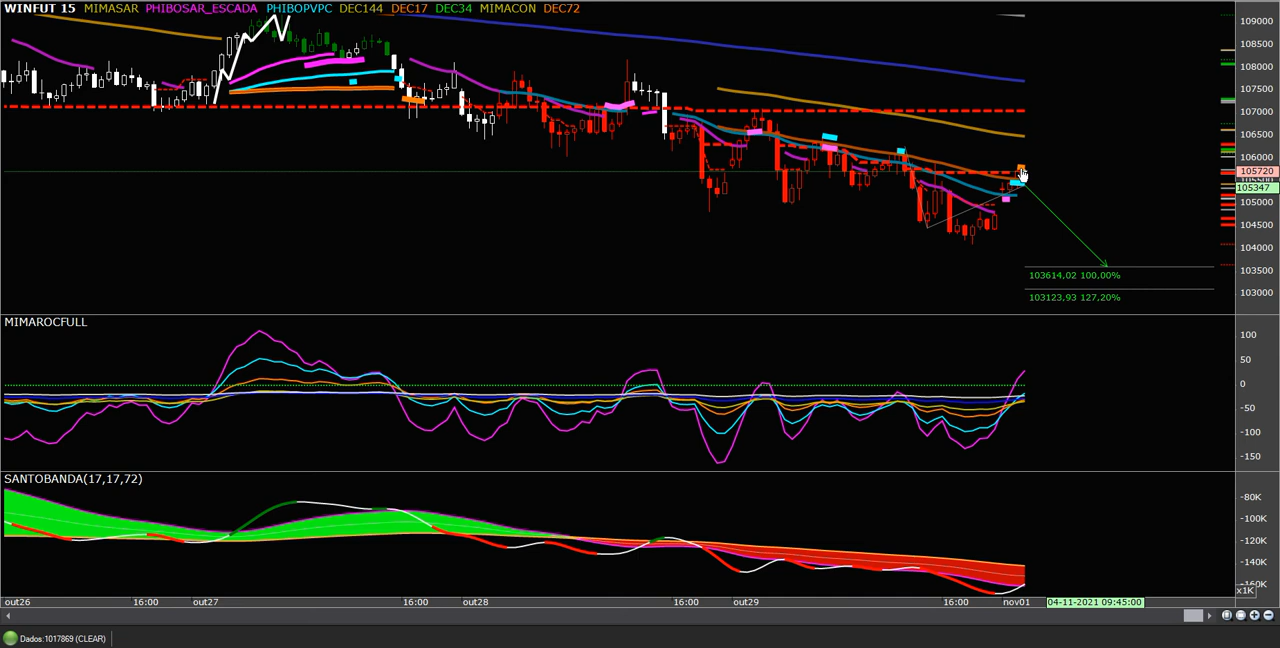 WINFUT 15 MIMASAR PHIBOSAR_ESCADA PHIBOPVPC DEC144 DEC17 DEC34 MIMACON DEC72
109000
108500
108000
107500
107000
106500
106000
105720
105347
105000
104500
104000
103500
103000
103614,02 100,00%
103123,93 127,20%
MIMAROCFULL
100
50
0
-50
-100
-150
SANTOBANDA(17,17,72)
-80K
-100K
-120K
-140K
-160K
x1K
out26 16:00 out27 16:00 out28 16:00 out29 16:00 nov01 04-11-2021 09:45:00
Dados:1017869 (CLEAR)